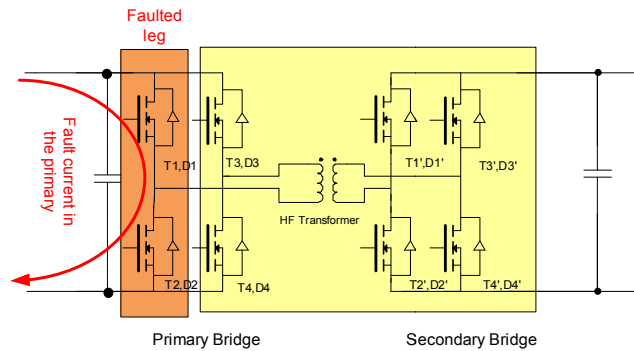 Faulted
leg
Fault current in
the primary
T1,D1
T3,D3
T1',D1'
T3',D3'
HF Transformer
T2,D2
T4,D4
T2',D2'
T4',D4'
Primary Bridge
Secondary Bridge